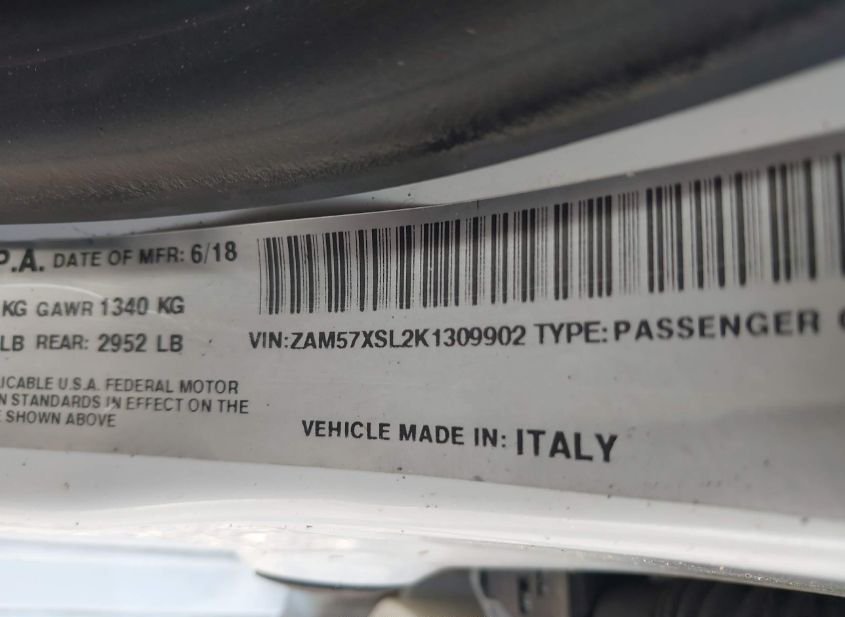 P.A. DATE OF MFR: 6/18
KG GAWR 1340 KG
LB REAR: 2952 LB
VIN:ZAM57XSL2K1309902 TYPE:PASSENGER
ICABLE U.S.A. FEDERAL MOTOR
N STANDARDS IN EFFECT ON THE
SHOWN ABOVE
VEHICLE MADE IN: ITALY